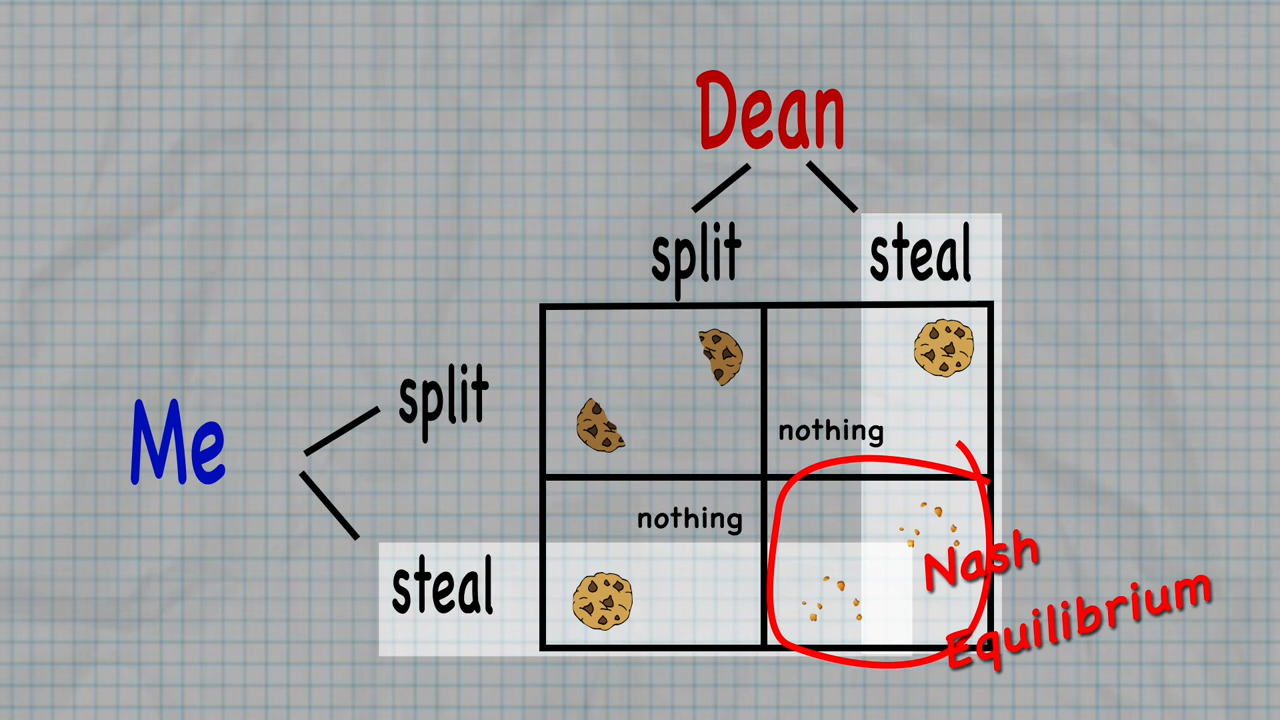 Dean
split steal
split
Me
nothing
nothing
steal
Nash
Equilibrium